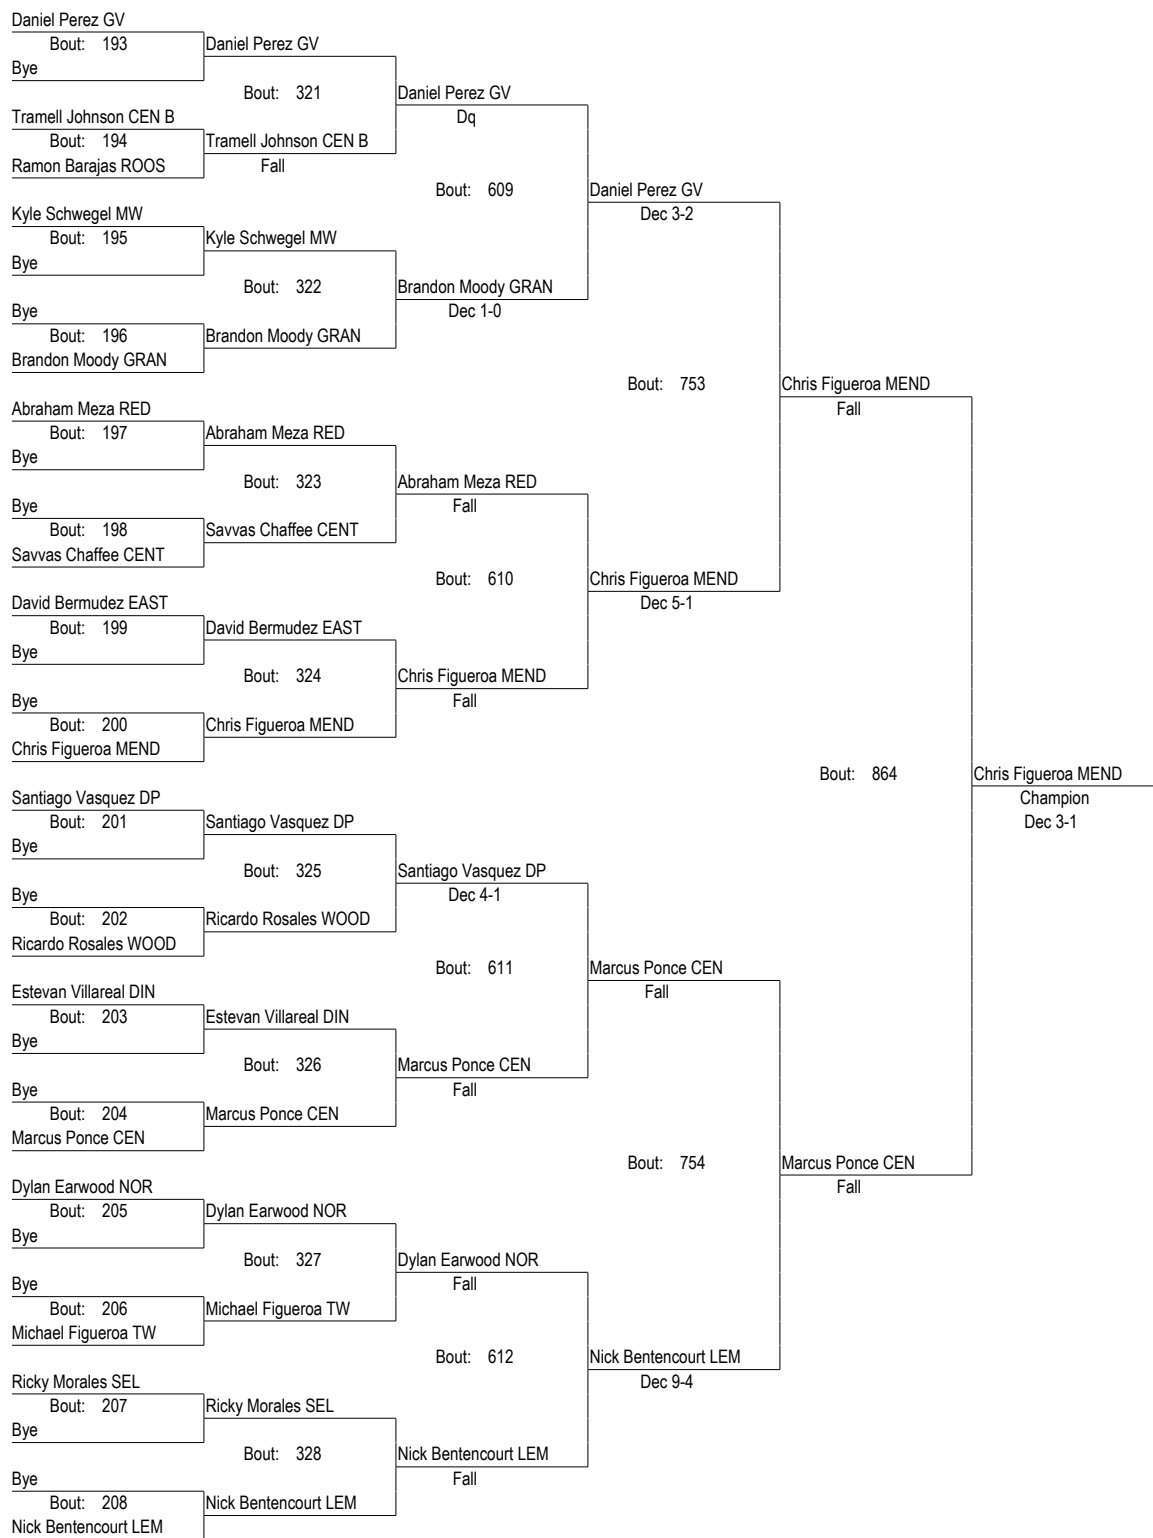 Daniel Perez GV
Bout: 193 Daniel Perez GV
Bye
Bout: 321 Daniel Perez GV
Tramell Johnson CEN B Dq
Bout: 194 Tramell Johnson CEN B
Ramon Barajas ROOS Fall
Bout: 609 Daniel Perez GV
Kyle Schwegel MW Dec 3-2
Bout: 195 Kyle Schwegel MW
Bye
Bout: 322 Brandon Moody GRAN
Bye Dec 1-0
Bout: 196 Brandon Moody GRAN
Brandon Moody GRAN
Bout: 753 Chris Figueroa MEND
Abraham Meza RED Fall
Bout: 197 Abraham Meza RED
Bye
Bout: 323 Abraham Meza RED
Bye Fall
Bout: 198 Savvas Chaffee CENT
Savvas Chaffee CENT
Bout: 610 Chris Figueroa MEND
David Bermudez EAST Dec 5-1
Bout: 199 David Bermudez EAST
Bye
Bout: 324 Chris Figueroa MEND
Bye Fall
Bout: 200 Chris Figueroa MEND
Chris Figueroa MEND
Bout: 864 Chris Figueroa MEND
Santiago Vasquez DP Champion
Bout: 201 Santiago Vasquez DP Dec 3-1
Bye
Bout: 325 Santiago Vasquez DP
Bye Dec 4-1
Bout: 202 Ricardo Rosales WOOD
Ricardo Rosales WOOD
Bout: 611 Marcus Ponce CEN
Estevan Villareal DIN Fall
Bout: 203 Estevan Villareal DIN
Bye
Bout: 326 Marcus Ponce CEN
Bye Fall
Bout: 204 Marcus Ponce CEN
Marcus Ponce CEN
Bout: 754 Marcus Ponce CEN
Dylan Earwood NOR Fall
Bout: 205 Dylan Earwood NOR
Bye
Bout: 327 Dylan Earwood NOR
Bye Fall
Bout: 206 Michael Figueroa TW
Michael Figueroa TW
Bout: 612 Nick Bentencourt LEM
Ricky Morales SEL Dec 9-4
Bout: 207 Ricky Morales SEL
Bye
Bout: 328 Nick Bentencourt LEM
Bye Fall
Bout: 208 Nick Bentencourt LEM
Nick Bentencourt LEM